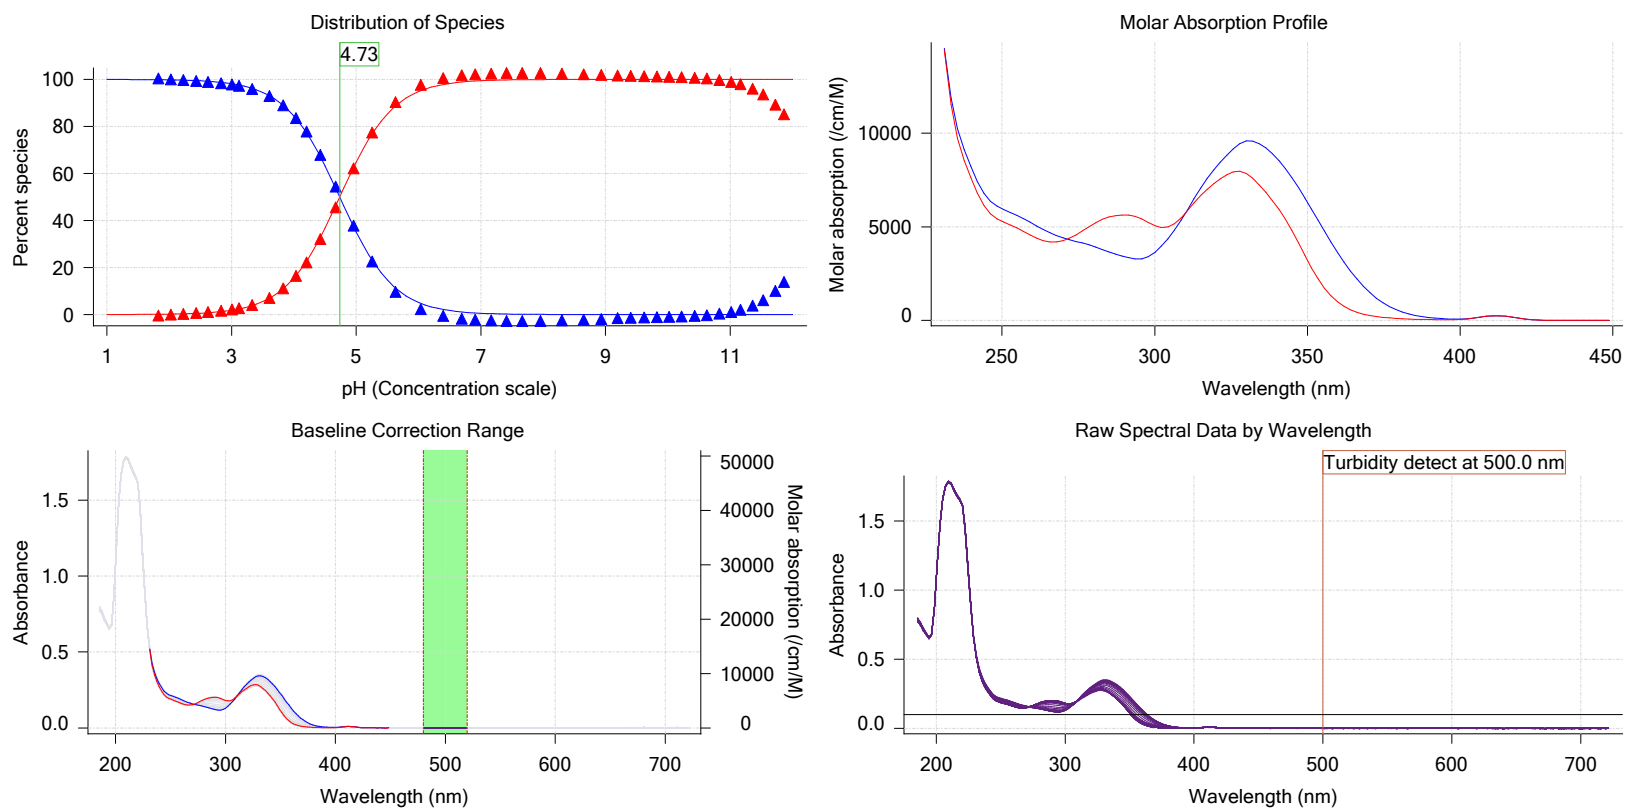 Distribution of Species
4.73
Percent species
100
80
60
40
20
0
1 3 5 7 9 11
pH (Concentration scale)
Molar Absorption Profile
Molar absorption (/cm/M)
10000
5000
0
250 300 350 400 450
Wavelength (nm)
Baseline Correction Range
Absorbance
1.5
1.0
0.5
0.0
50000
40000
30000
20000
10000
0
Molar absorption (/cm/M)
200 300 400 500 600 700
Wavelength (nm)
Raw Spectral Data by Wavelength
Turbidity detect at 500.0 nm
Absorbance
1.5
1.0
0.5
0.0
200 300 400 500 600 700
Wavelength (nm)